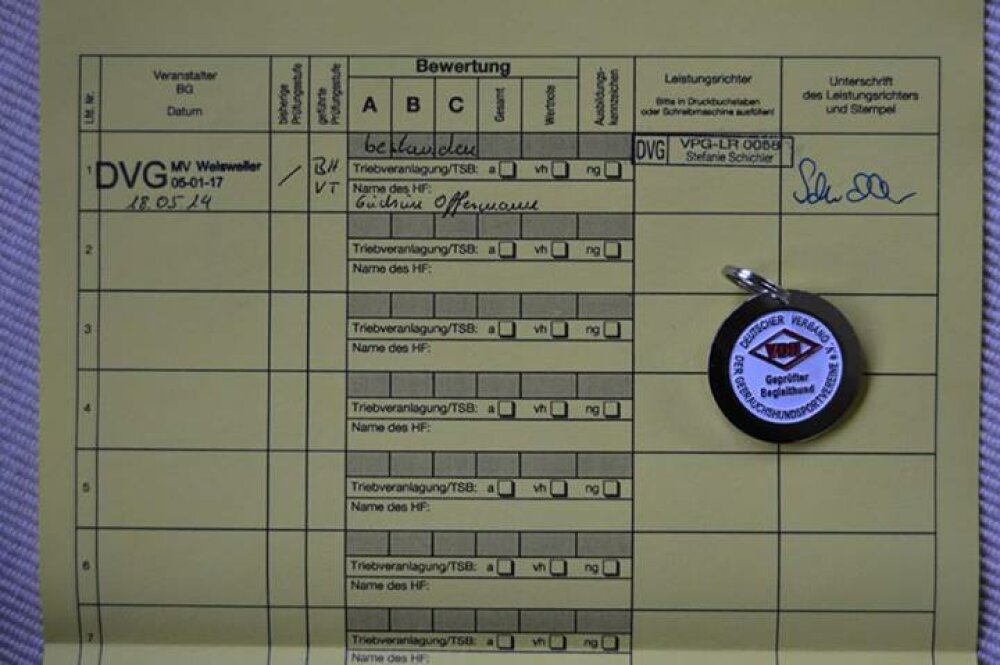 Lfd. Nr.
Veranstalter
BG
Datum
bisherige
Prüfungsstufe
geführte
Prüfungsstufe
Bewertung
A B C Gesamt Wertnote
Ausbildungs-
kennzeichen
Leistungsrichter
Bitte in Druckbuchstaben
oder Schreibmaschine ausfüllen!
Unterschrift
des Leistungsrichters
und Stempel
1
DVG MV Weisweiler
05-01-17
18.05.14
/
BH
VT
bestanden
Triebveranlagung/TSB: a vh ng
Name des HF:
Offermann
DVG VPG-LR 0058
Stefanie Schichler
2
Triebveranlagung/TSB: a vh ng
Name des HF:
3
Triebveranlagung/TSB: a vh ng
Name des HF:
4
Triebveranlagung/TSB: a vh ng
Name des HF:
5
Triebveranlagung/TSB: a vh ng
Name des HF:
6
Triebveranlagung/TSB: a vh ng
Name des HF:
7
Triebveranlagung/TSB: a vh ng
Name des HF:
DEUTSCHER VERBAND
DER GEBRAUCHSHUNDSPORTVEREINE e.V.
VDH
Geprüfter
Begleithund